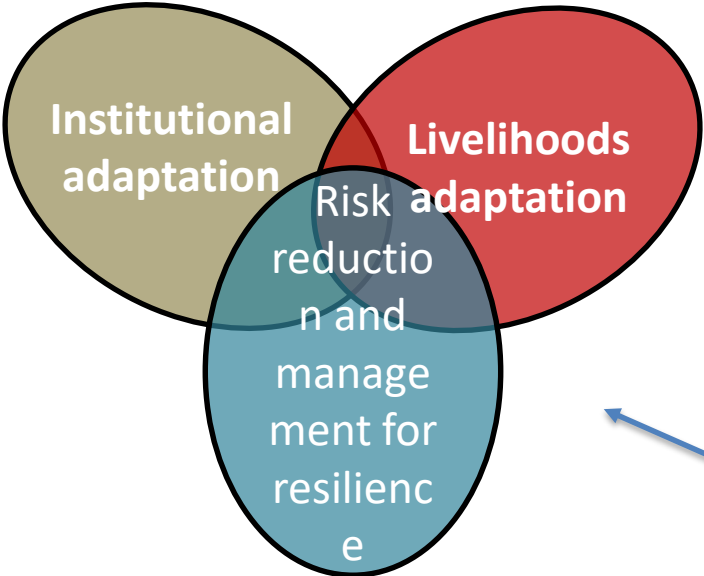 Institutional
adaptation
Livelihoods
adaptation
Risk
reductio
n and
manage
ment for
resilienc
e